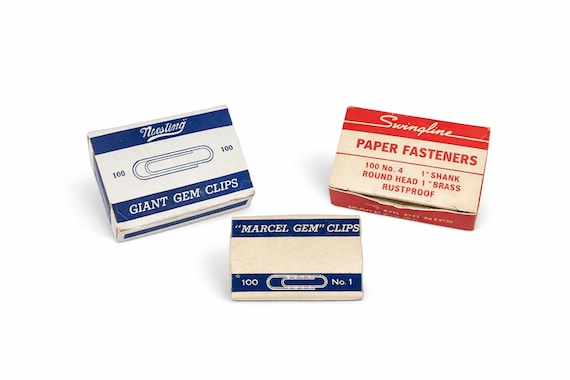 Noesting
100 100
GIANT GEM CLIPS
Swingline
PAPER FASTENERS
100 No. 4 1" SHANK
ROUND HEAD 1" BRASS
RUSTPROOF
"MARCEL GEM" CLIPS
100 No. 1